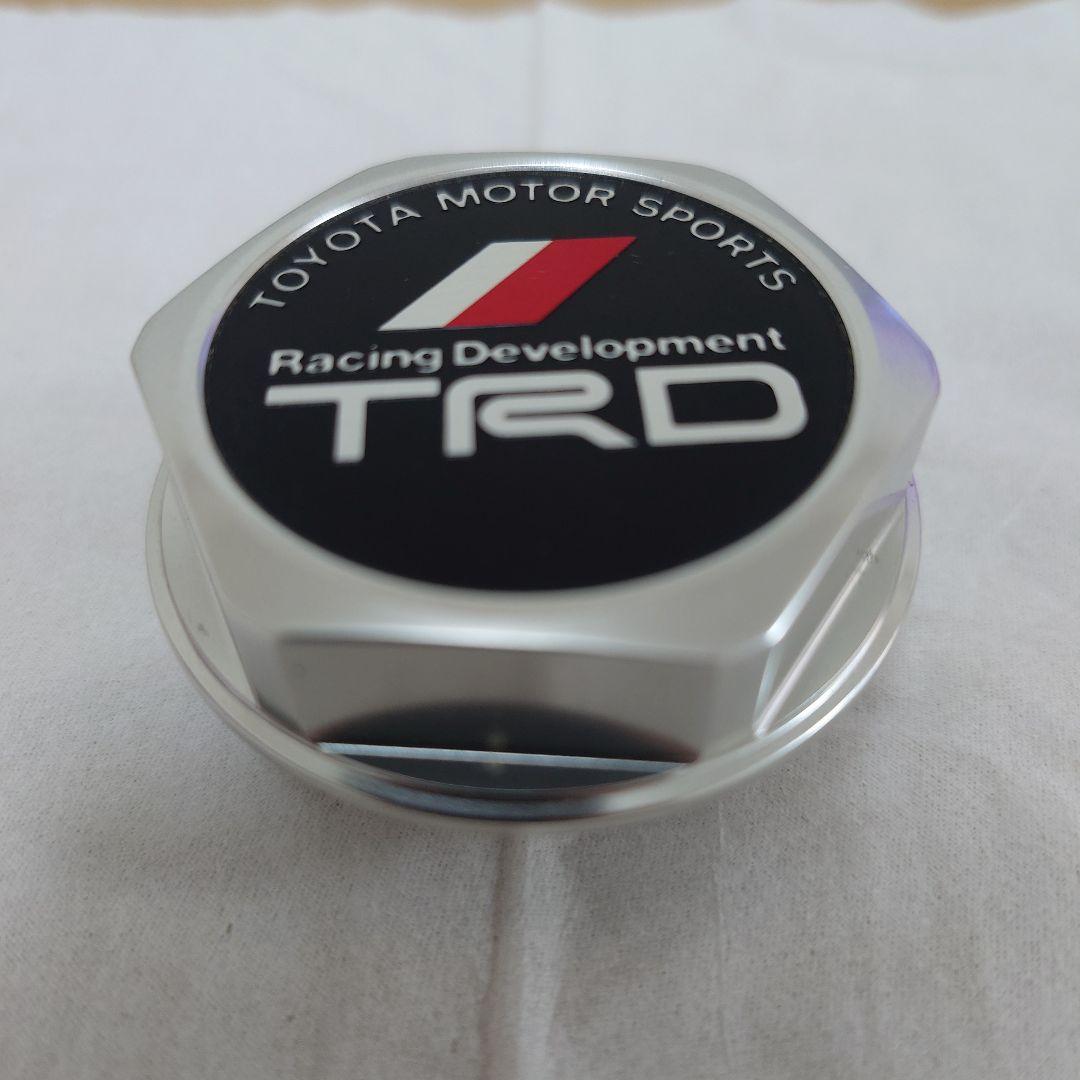 TOYOTA MOTOR SPORTS
Racing Development
TRD